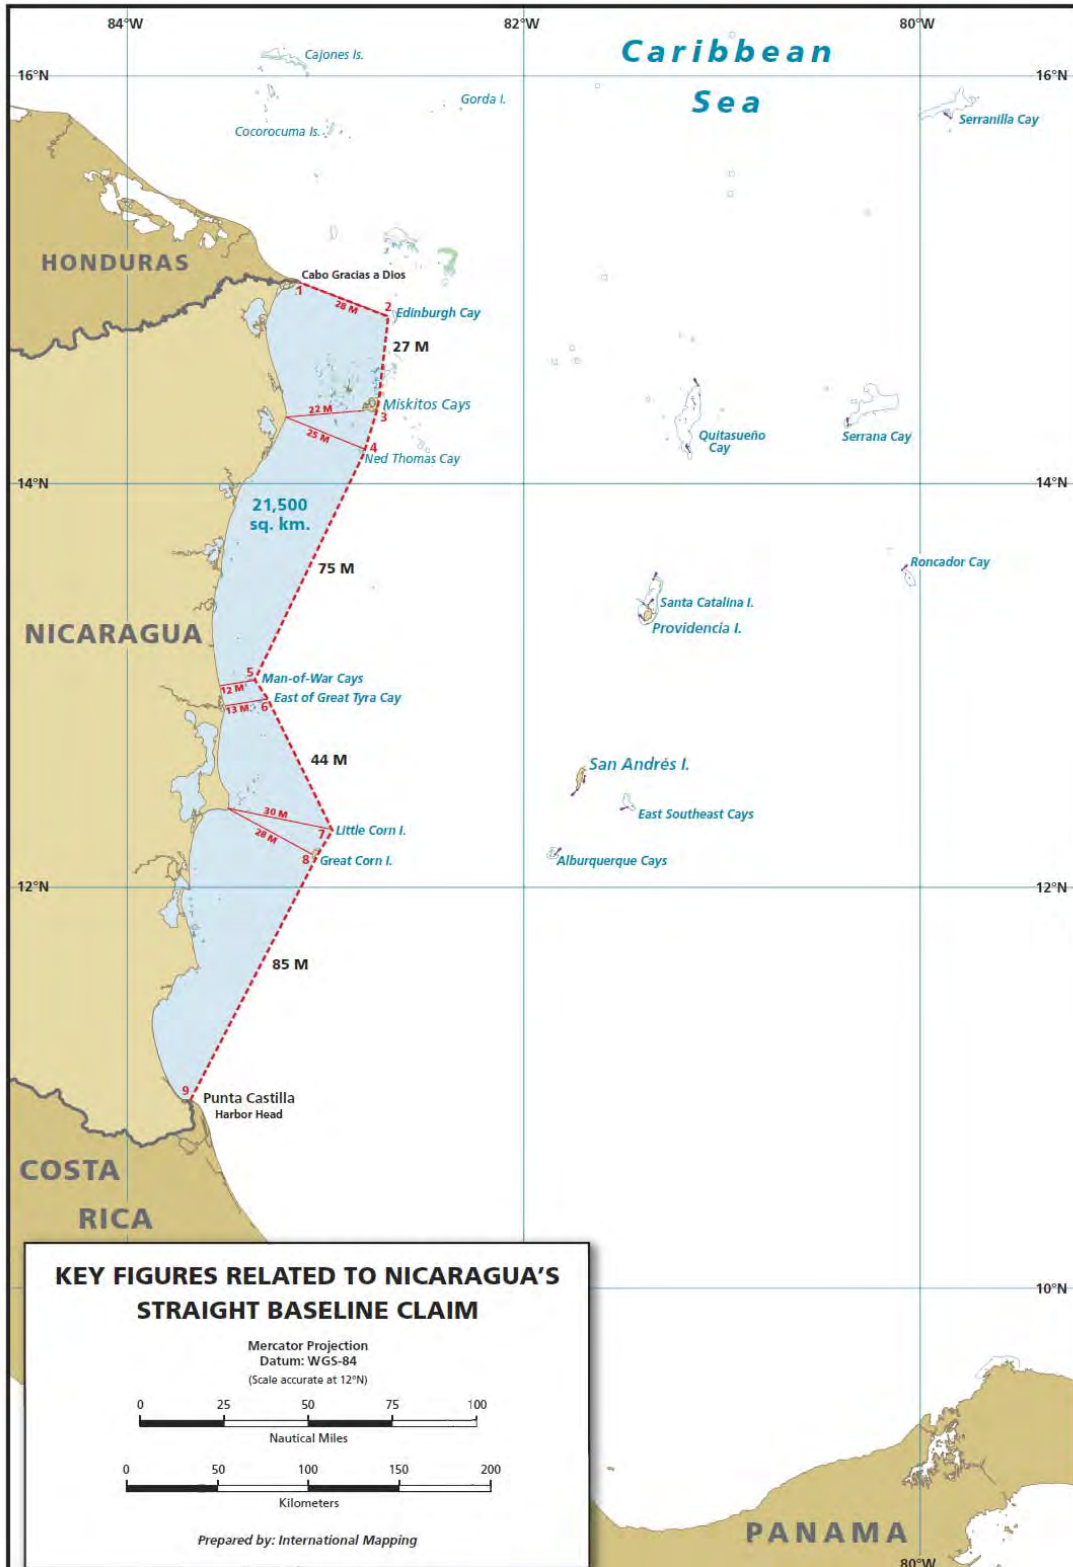 84°W
82°W
80°W
Caribbean
Sea
Cajones Is.
16°N
16°N
Gorda I.
Cocorocuma Is.
Serranilla Cay
HONDURAS
Cabo Gracias a Dios
1
28 M
2
Edinburgh Cay
27 M
Miskitos Cays
22 M
3
25 M
4
Ned Thomas Cay
Quitasueño
Cay
Serrana Cay
14°N
14°N
21,500
sq. km.
75 M
Roncador Cay
Santa Catalina I.
Providencia I.
NICARAGUA
5
Man-of-War Cays
12 M
East of Great Tyra Cay
13 M
6
44 M
San Andrés I.
30 M
East Southeast Cays
7
Little Corn I.
28 M
8
Great Corn I.
Alburquerque Cays
12°N
12°N
85 M
9
Punta Castilla
Harbor Head
COSTA
RICA
10°N
KEY FIGURES RELATED TO NICARAGUA'S
STRAIGHT BASELINE CLAIM
Mercator Projection
Datum: WGS-84
(Scale accurate at 12°N)
0 25 50 75 100
Nautical Miles
0 50 100 150 200
Kilometers
Prepared by: International Mapping
PANAMA
80°W